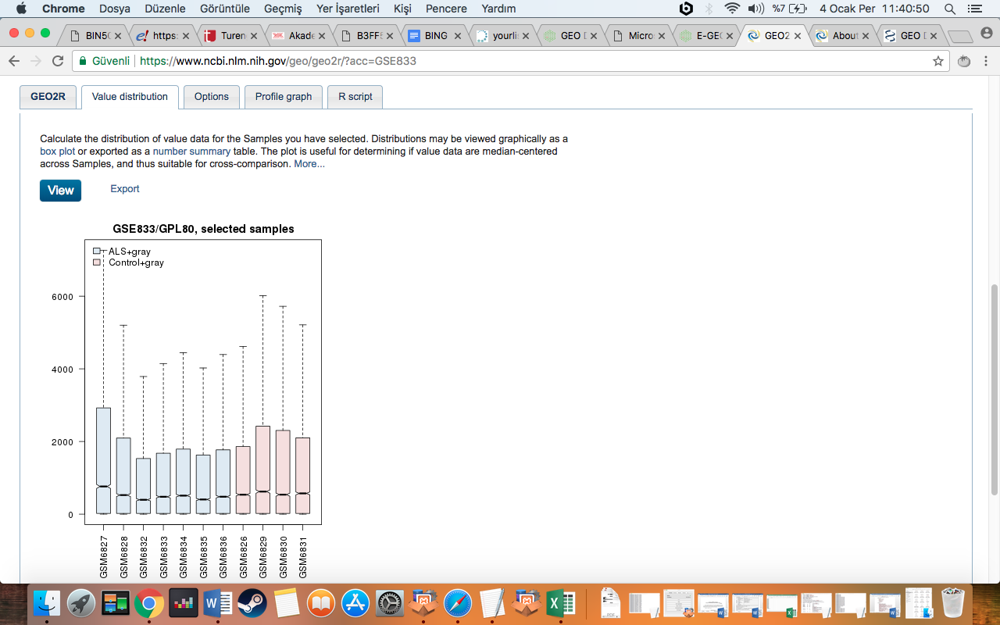 Chrome Dosya Düzenle Görüntüle Geçmiş Yer İşaretleri Kişi Pencere Yardım %7 4 Ocak Per 11:40:50
BIN50 https: Turen Akade B3FF5 BING yourli GEO D Micro E-GEO GEO2 About GEO D
Güvenli https://www.ncbi.nlm.nih.gov/geo/geo2r/?acc=GSE833
GEO2R Value distribution Options Profile graph R script
Calculate the distribution of value data for the Samples you have selected. Distributions may be viewed graphically as a
box plot or exported as a number summary table. The plot is useful for determining if value data are median-centered
across Samples, and thus suitable for cross-comparison. More...
View Export
GSE833/GPL80, selected samples
ALS+gray
Control+gray
6000
4000
2000
0
GSM6827
GSM6828
GSM6832
GSM6833
GSM6834
GSM6835
GSM6836
GSM6826
GSM6829
GSM6830
GSM6831